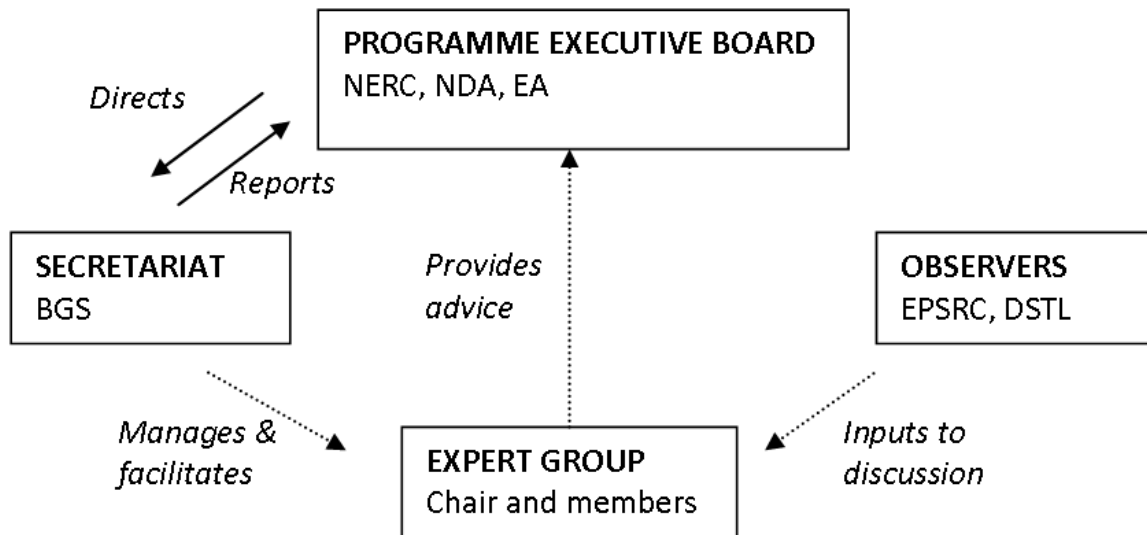 PROGRAMME EXECUTIVE BOARD
NERC, NDA, EA
Directs
Reports
SECRETARIAT
BGS
Provides
advice
OBSERVERS
EPSRC, DSTL
Manages &
facilitates
EXPERT GROUP
Chair and members
Inputs to
discussion